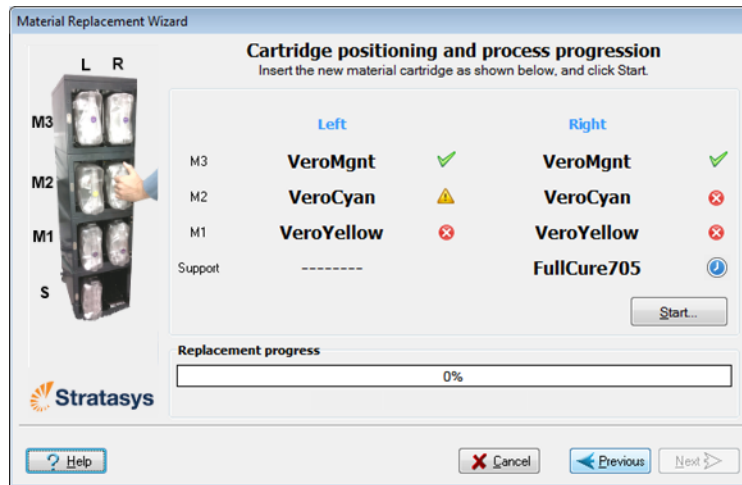 Material Replacement Wizard
Cartridge positioning and process progression
Insert the new material cartridge as shown below, and click Start.
L R
M3
M2
M1
S
Left Right
M3 VeroMgnt VeroMgnt
M2 VeroCyan VeroCyan
M1 VeroYellow VeroYellow
Support -------- FullCure705
Start...
Replacement progress
0%
Stratasys
? Help Cancel Previous Next